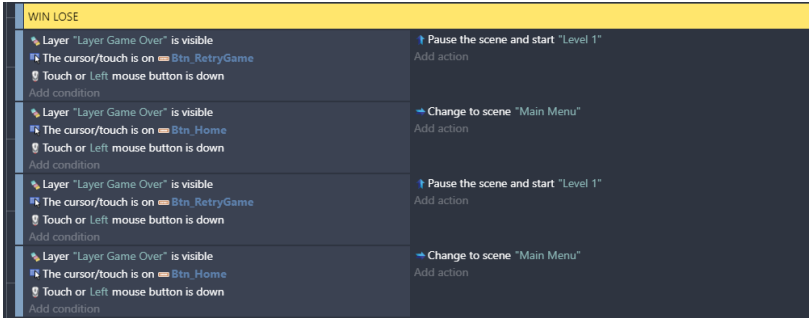 WIN LOSE
Layer "Layer Game Over" is visible
The cursor/touch is on Btn_RetryGame
Touch or Left mouse button is down
Add condition
Pause the scene and start "Level 1"
Add action
Layer "Layer Game Over" is visible
The cursor/touch is on Btn_Home
Touch or Left mouse button is down
Add condition
Change to scene "Main Menu"
Add action
Layer "Layer Game Over" is visible
The cursor/touch is on Btn_RetryGame
Touch or Left mouse button is down
Add condition
Pause the scene and start "Level 1"
Add action
Layer "Layer Game Over" is visible
The cursor/touch is on Btn_Home
Touch or Left mouse button is down
Add condition
Change to scene "Main Menu"
Add action